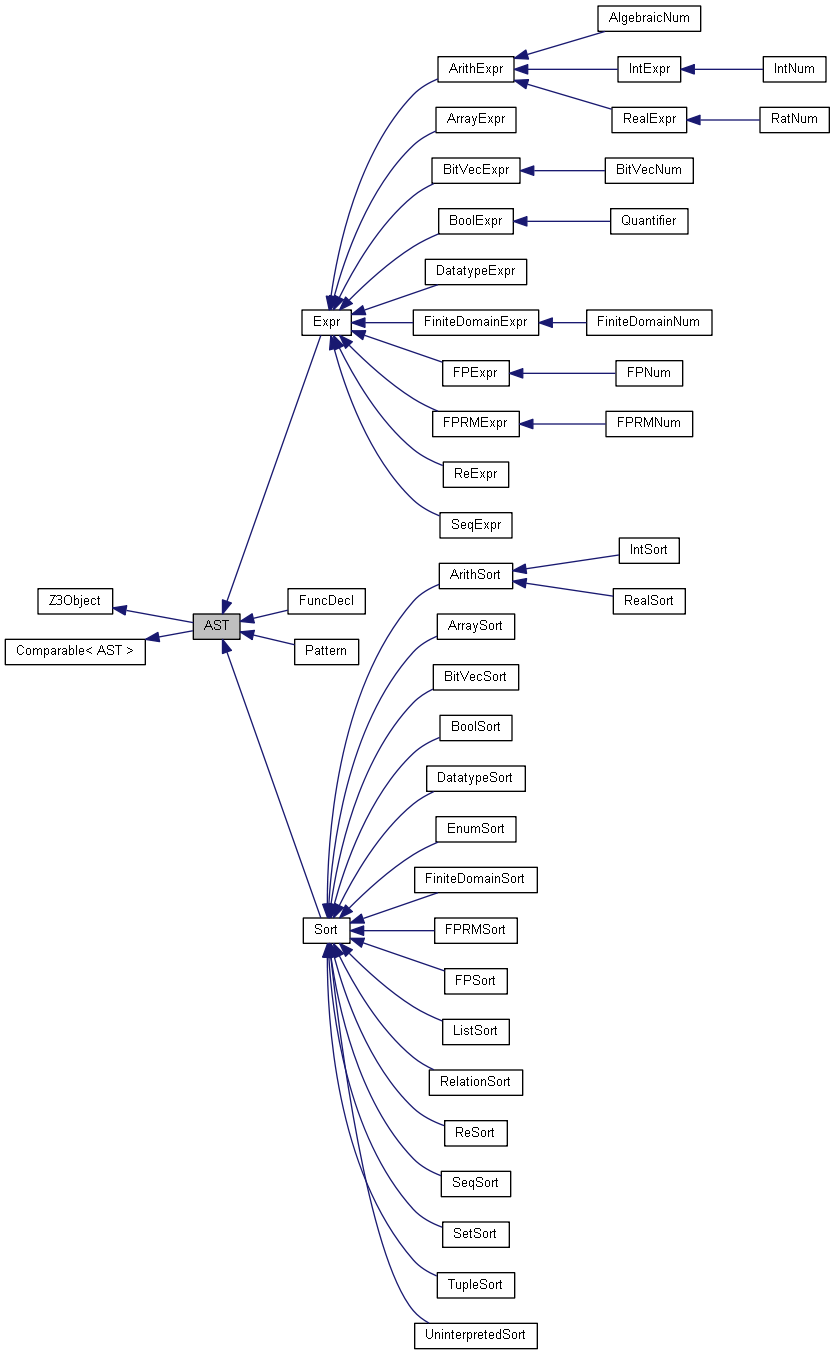 AlgebraicNum
ArithExpr
IntExpr
IntNum
RealExpr
RatNum
ArrayExpr
BitVecExpr
BitVecNum
BoolExpr
Quantifier
DatatypeExpr
Expr
FiniteDomainExpr
FiniteDomainNum
FPExpr
FPNum
FPRMExpr
FPRMNum
ReExpr
SeqExpr
IntSort
ArithSort
RealSort
Z3Object
FuncDecl
AST
Comparable< AST >
Pattern
ArraySort
BitVecSort
BoolSort
DatatypeSort
EnumSort
FiniteDomainSort
Sort
FPRMSort
FPSort
ListSort
RelationSort
ReSort
SeqSort
SetSort
TupleSort
UninterpretedSort